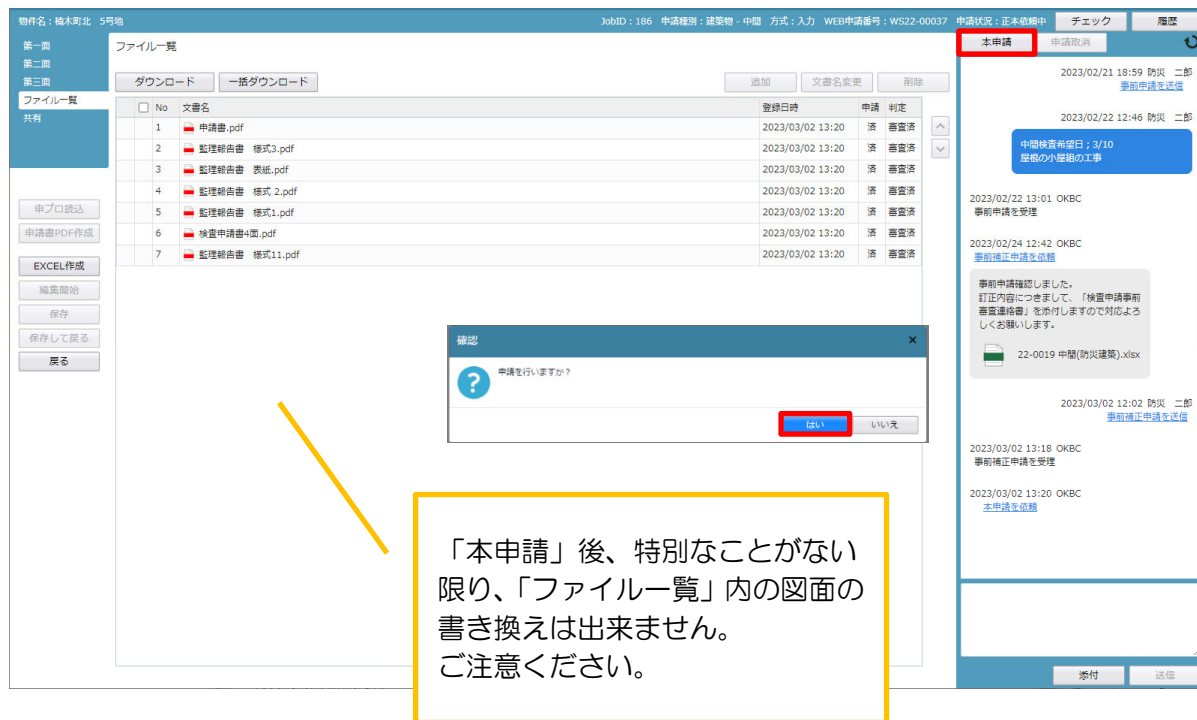 物件名：楠木町北　5号地
JobID：186　申請種別：建築物 - 中間　方式：入力　WEB申請番号：WS22-00037　申請状況：正本依頼中
チェック
履歴
第一面
第二面
第三面
ファイル一覧
共有
申プロ読込
申請書PDF作成
EXCEL作成
編集開始
保存
保存して戻る
戻る
ファイル一覧
ダウンロード
一括ダウンロード
追加
文書名変更
削除
No 文書名 登録日時 申請 判定
1 申請書.pdf 2023/03/02 13:20 済 審査済
2 監理報告書　様式3.pdf 2023/03/02 13:20 済 審査済
3 監理報告書　表紙.pdf 2023/03/02 13:20 済 審査済
4 監理報告書　様式 2.pdf 2023/03/02 13:20 済 審査済
5 監理報告書　様式1.pdf 2023/03/02 13:20 済 審査済
6 検査申請書4面.pdf 2023/03/02 13:20 済 審査済
7 監理報告書　様式11.pdf 2023/03/02 13:20 済 審査済
確認
×
?
申請を行いますか？
はい
いいえ
「本申請」後、特別なことがない
限り、「ファイル一覧」内の図面の
書き換えは出来ません。
ご注意ください。
本申請
申請取消
2023/02/21 18:59 防災　二郎
事前申請を送信
2023/02/22 12:46 防災　二郎
中間検査希望日；3/10
屋根の小屋組の工事
2023/02/22 13:01 OKBC
事前申請を受理
2023/02/24 12:42 OKBC
事前補正申請を依頼
事前申請確認しました。
訂正内容につきまして、「検査申請事前
審査連絡書」を添付しますので対応よろ
しくお願いします。
22-0019 中間(防災建築).xlsx
2023/03/02 12:02 防災　二郎
事前補正申請を送信
2023/03/02 13:18 OKBC
事前補正申請を受理
2023/03/02 13:20 OKBC
本申請を依頼
添付
送信